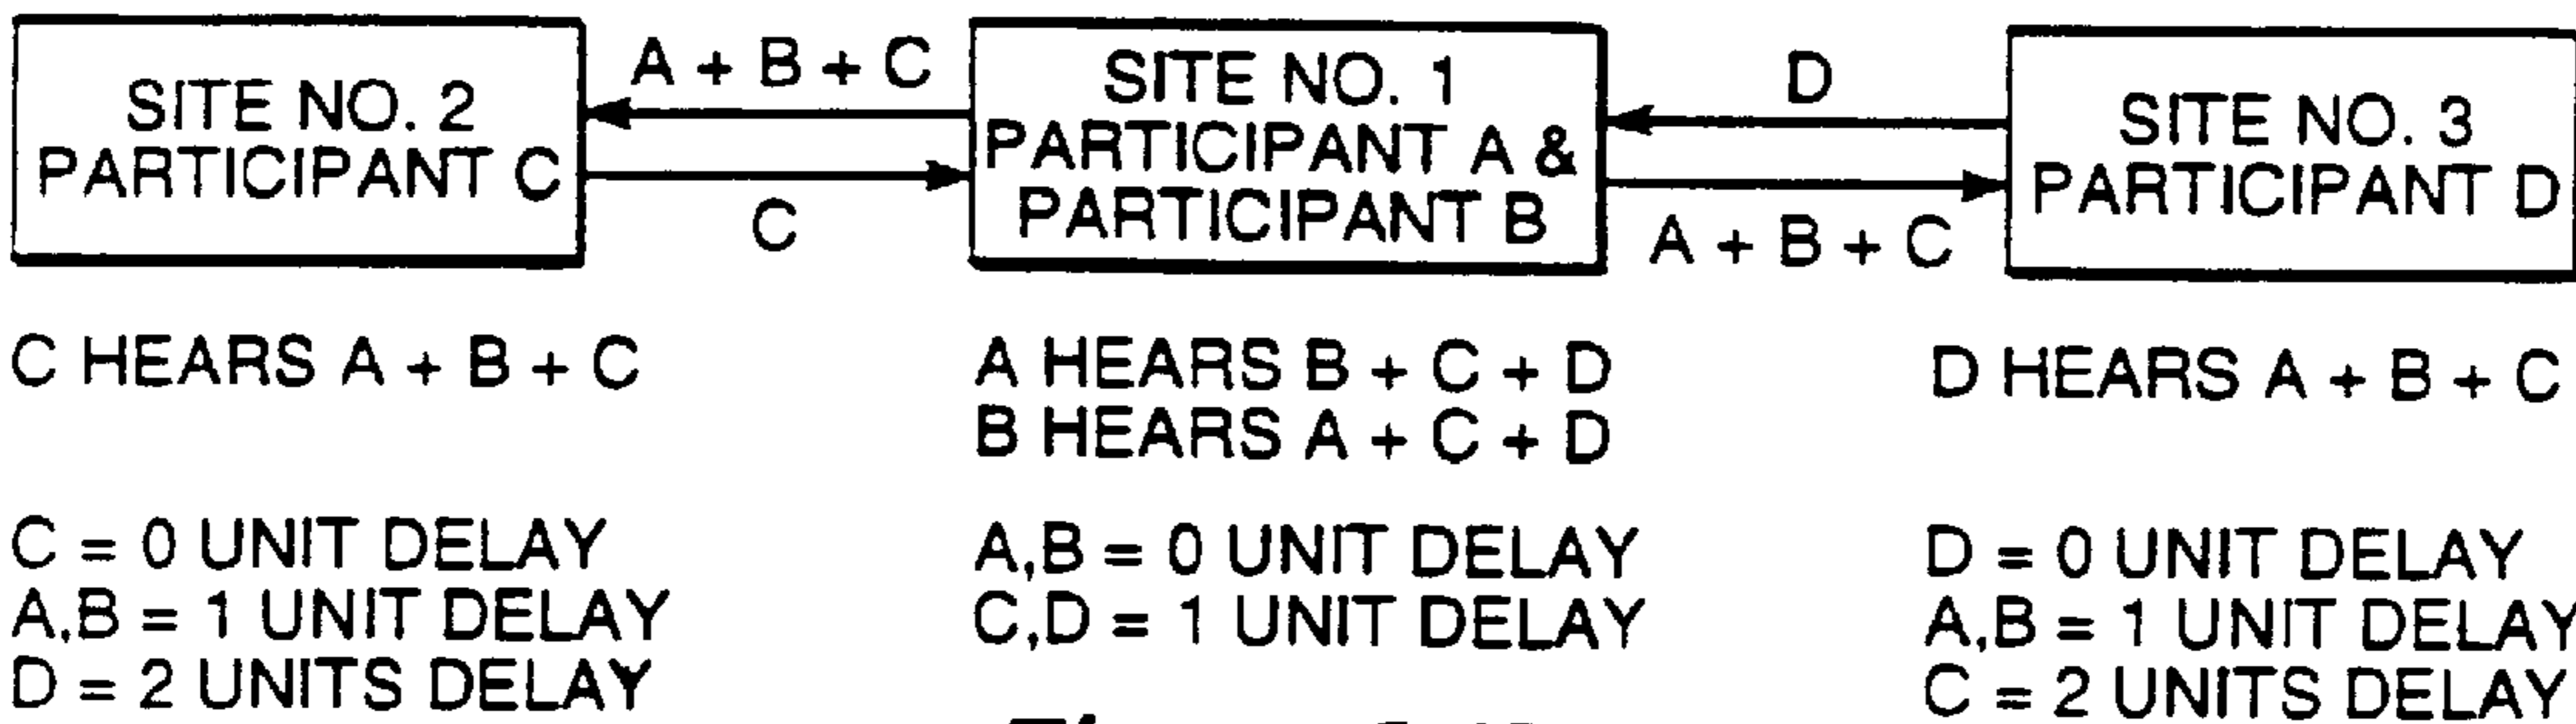 SITE NO. 2
PARTICIPANT C
A + B + C
C
SITE NO. 1
PARTICIPANT A &
PARTICIPANT B
D
A + B + C
SITE NO. 3
PARTICIPANT D
C HEARS A + B + C
A HEARS B + C + D
B HEARS A + C + D
D HEARS A + B + C
C = 0 UNIT DELAY
A,B = 1 UNIT DELAY
D = 2 UNITS DELAY
A,B = 0 UNIT DELAY
C,D = 1 UNIT DELAY
D = 0 UNIT DELAY
A,B = 1 UNIT DELAY
C = 2 UNITS DELAY